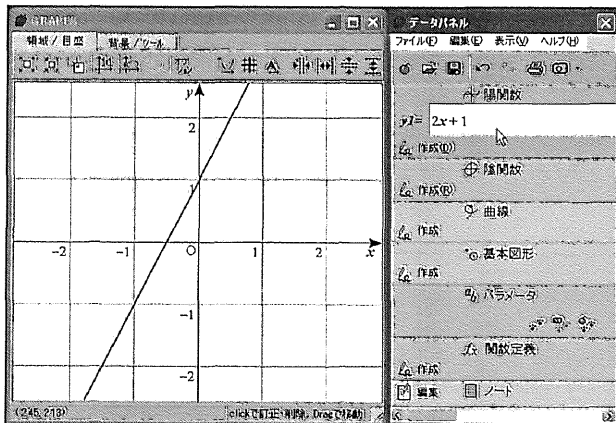 GRAPES
領域/目盛 背景/ツール
y
2
1
-2
-1
O
1
2
x
-1
-2
(2.45,2.13)
clickで訂正・削除, Dragで移動
データパネル
ファイル(F) 編集(E) 表示(V) ヘルプ(H)
陽関数
y1= 2x+1
作成(D)
陰関数
作成(R)
曲線
作成
基本図形
作成
パラメータ
関数定義
作成
編集 ノート